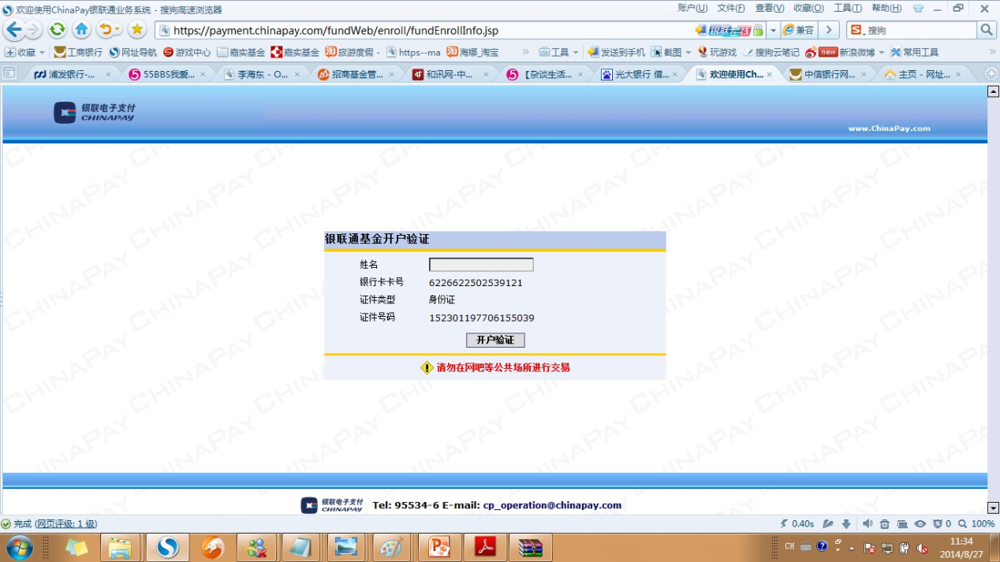 欢迎使用ChinaPay银联通业务系统 - 搜狗高速浏览器
账户(U) 文件(F) 查看(V) 收藏(O) 工具(T) 帮助(H)
https://payment.chinapay.com/fundWeb/enroll/fundEnrollInfo.jsp 银联在线 兼容 搜狗
收藏 工商银行 网址导航 游戏中心 嘉实基金 嘉实基金 旅游度假 - https--ma 海娜_淘宝 » 工具 发送到手机 截图 玩游戏 搜狗云笔记 new 新浪微博 常用工具 »
浦发银行-... 55BBS我爱... 李海东 - O... 招商基金管... 和讯网-中... 【杂谈生活... 光大银行 借... 欢迎使用Ch... 中信银行网... 主页 - 网址...
银联电子支付
CHINAPAY
www.ChinaPay.com
银联通基金开户验证
姓名
银行卡卡号 6226622502539121
证件类型 身份证
证件号码 152301197706155039
开户验证
请勿在网吧等公共场所进行交易
银联电子支付
CHINAPAY
Tel: 95534-6 E-mail: cp_operation@chinapay.com
完成 (网页评级: 1 级) 0.40s 0 100%
CH 11:34
2014/8/27